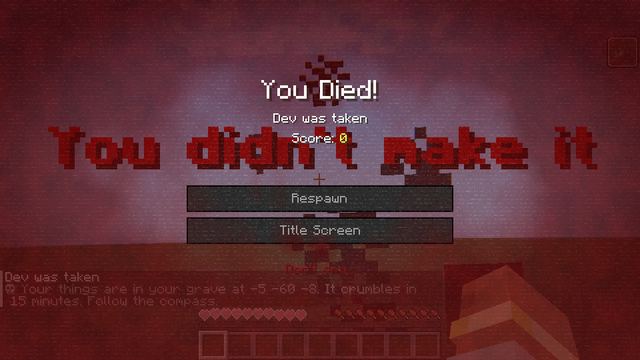 You Died!
Dev was taken
Score: 0
You didn't make it
Respawn
Title Screen
Dev was taken
☠ Your things are in your grave at -5 -60 -8. It crumbles in
15 minutes. Follow the compass.